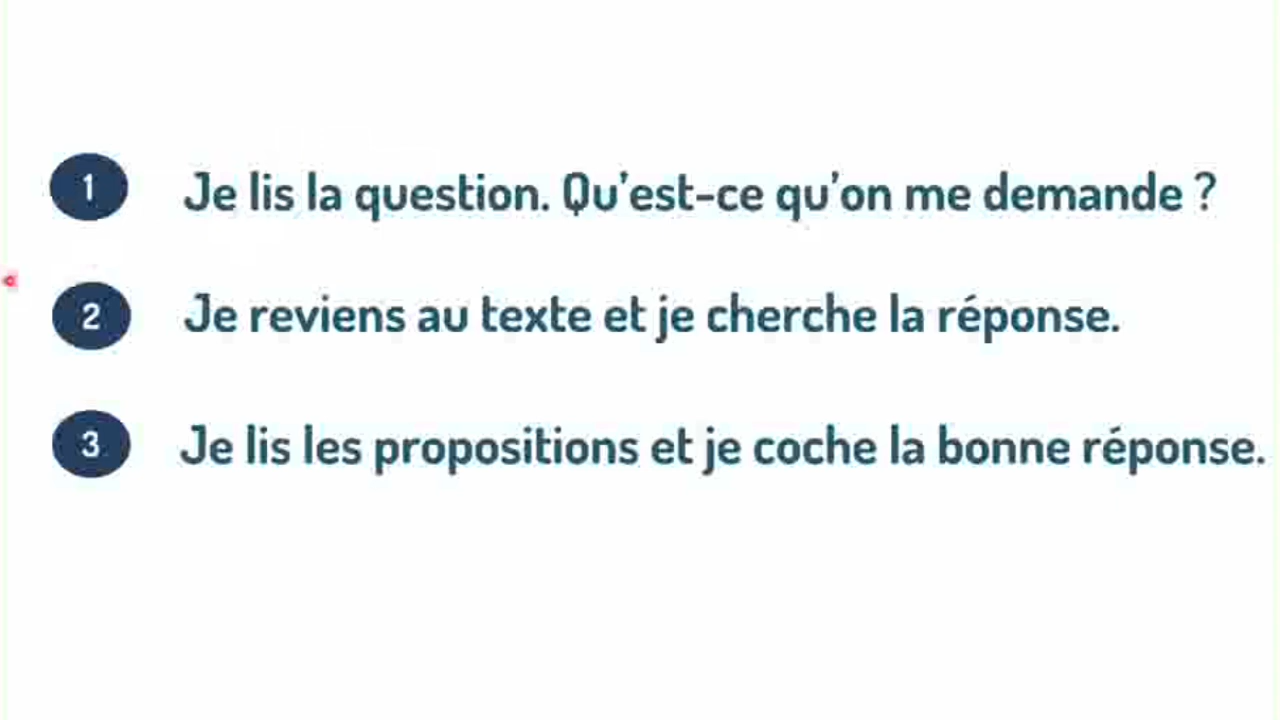 1 Je lis la question. Qu'est-ce qu'on me demande ?
2 Je reviens au texte et je cherche la réponse.
3 Je lis les propositions et je coche la bonne réponse.